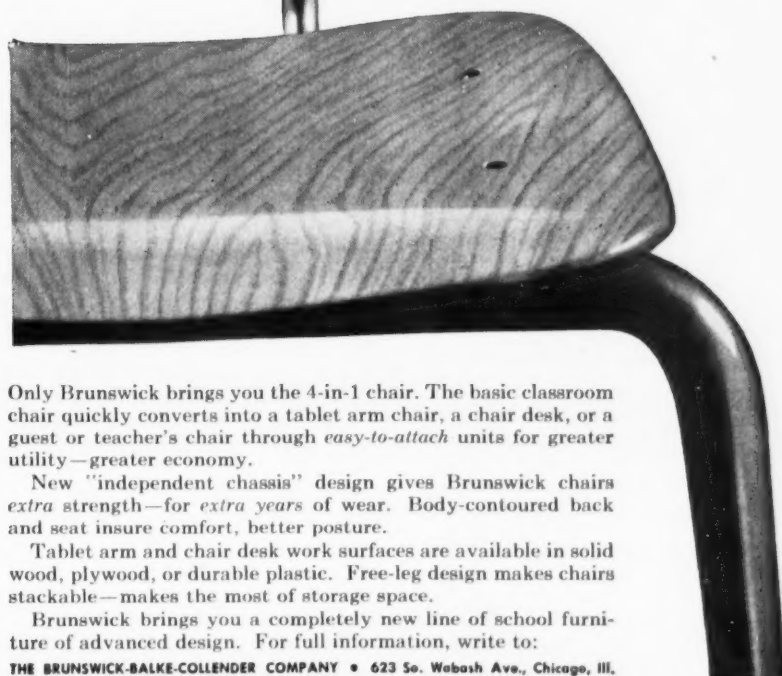 Only Brunswick brings you the 4-in-1 chair. The basic classroom
chair quickly converts into a tablet arm chair, a chair desk, or a
guest or teacher's chair through easy-to-attach units for greater
utility—greater economy.
New "independent chassis" design gives Brunswick chairs
extra strength—for extra years of wear. Body-contoured back
and seat insure comfort, better posture.
Tablet arm and chair desk work surfaces are available in solid
wood, plywood, or durable plastic. Free-leg design makes chairs
stackable—makes the most of storage space.
Brunswick brings you a completely new line of school furni-
ture of advanced design. For full information, write to:
THE BRUNSWICK-BALKE-COLLENDER COMPANY • 623 So. Wabash Ave., Chicago, Ill.